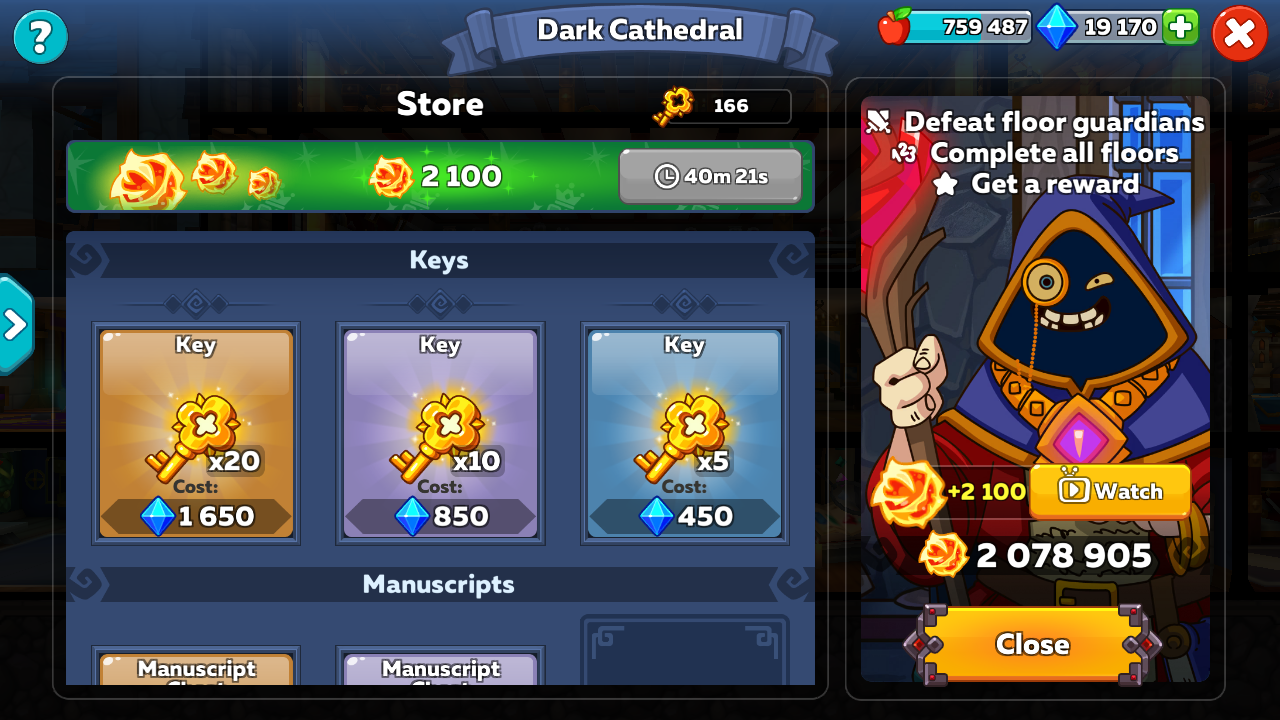 ?
Dark Cathedral
759 487
19 170
Store
166
2 100
40m 21s
Keys
Key
x20
Cost:
1 650
Key
x10
Cost:
850
Key
x5
Cost:
450
Manuscripts
Manuscript
Manuscript
Defeat floor guardians
123 Complete all floors
Get a reward
+2 100
Watch
2 078 905
Close